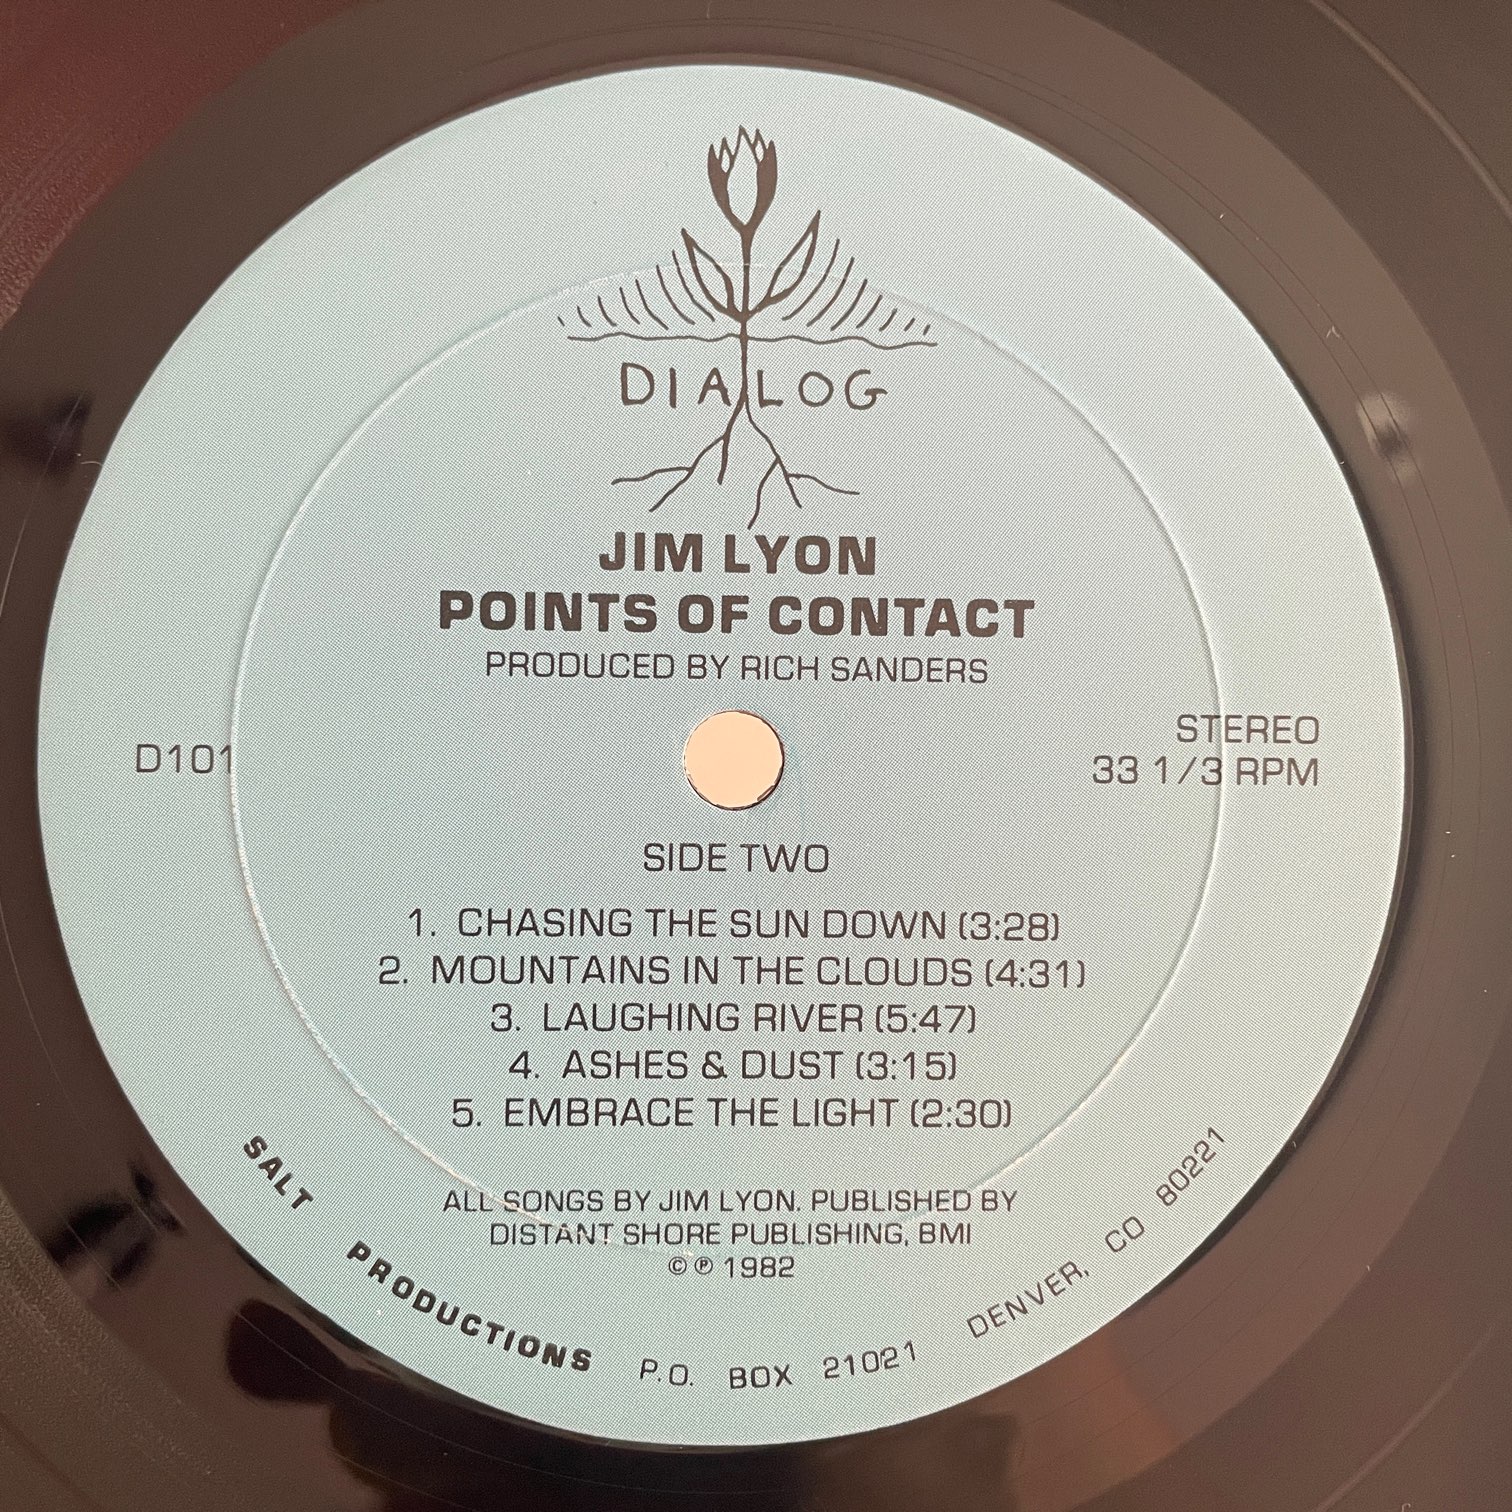 DIALOG
JIM LYON
POINTS OF CONTACT
PRODUCED BY RICH SANDERS
D101
STEREO
33 1/3 RPM
SIDE TWO
1. CHASING THE SUN DOWN (3:28)
2. MOUNTAINS IN THE CLOUDS (4:31)
3. LAUGHING RIVER (5:47)
4. ASHES & DUST (3:15)
5. EMBRACE THE LIGHT (2:30)
ALL SONGS BY JIM LYON. PUBLISHED BY
DISTANT SHORE PUBLISHING, BMI
©℗ 1982
SALT PRODUCTIONS P.O. BOX 21021 DENVER, CO 80221